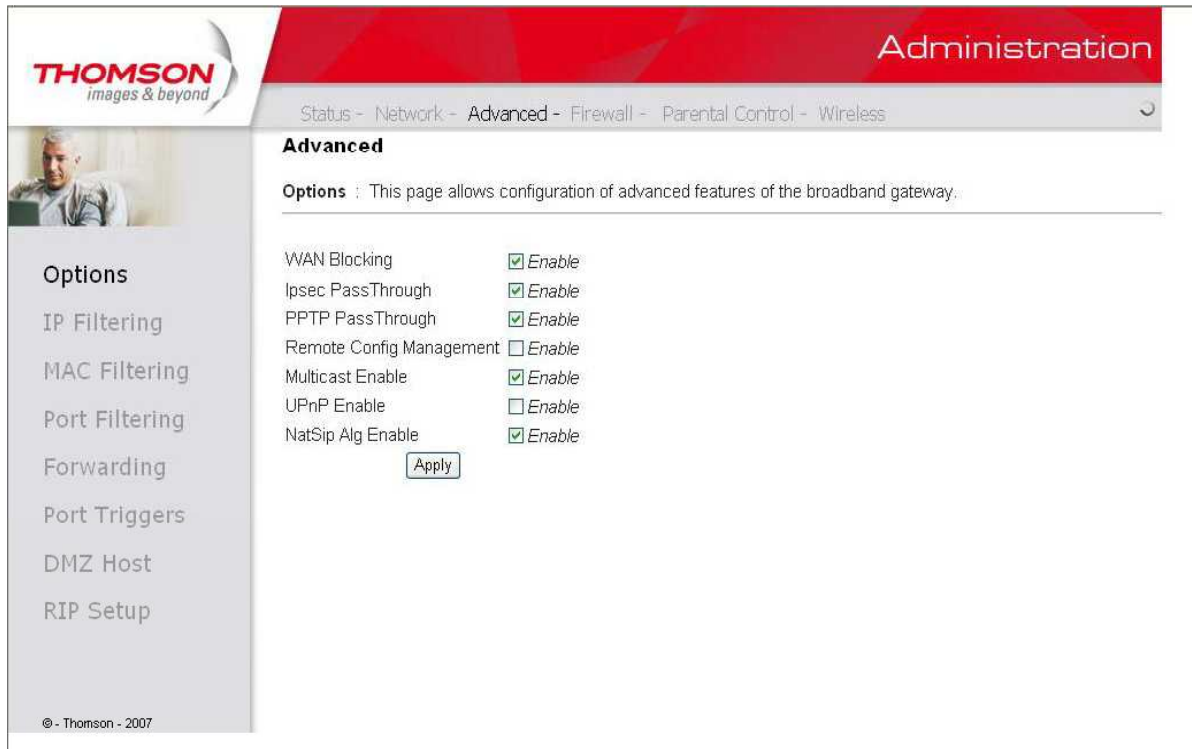 THOMSON
images & beyond
Administration
Status - Network - Advanced - Firewall - Parental Control - Wireless
Advanced
Options : This page allows configuration of advanced features of the broadband gateway.
WAN Blocking Enable
Ipsec PassThrough Enable
PPTP PassThrough Enable
Remote Config Management Enable
Multicast Enable Enable
UPnP Enable Enable
NatSip Alg Enable Enable
Apply
Options
IP Filtering
MAC Filtering
Port Filtering
Forwarding
Port Triggers
DMZ Host
RIP Setup
© - Thomson - 2007